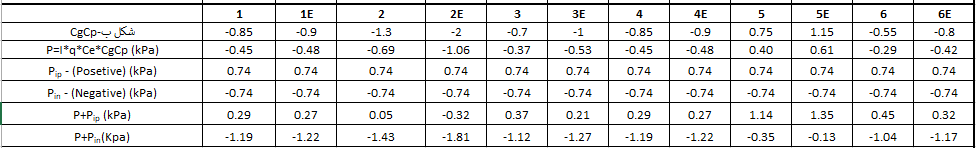 1 1E 2 2E 3 3E 4 4E 5 5E 6 6E
CgCp-شکل ب -0.85 -0.9 -1.3 -2 -0.7 -1 -0.85 -0.9 0.75 1.15 -0.55 -0.8
P=I*q*Ce*CgCp (kPa) -0.45 -0.48 -0.69 -1.06 -0.37 -0.53 -0.45 -0.48 0.40 0.61 -0.29 -0.42
Pip - (Posetive) (kPa) 0.74 0.74 0.74 0.74 0.74 0.74 0.74 0.74 0.74 0.74 0.74 0.74
Pin - (Negative) (kPa) -0.74 -0.74 -0.74 -0.74 -0.74 -0.74 -0.74 -0.74 -0.74 -0.74 -0.74 -0.74
P+Pip (kPa) 0.29 0.27 0.05 -0.32 0.37 0.21 0.29 0.27 1.14 1.35 0.45 0.32
P+Pin(Kpa) -1.19 -1.22 -1.43 -1.81 -1.12 -1.27 -1.19 -1.22 -0.35 -0.13 -1.04 -1.17